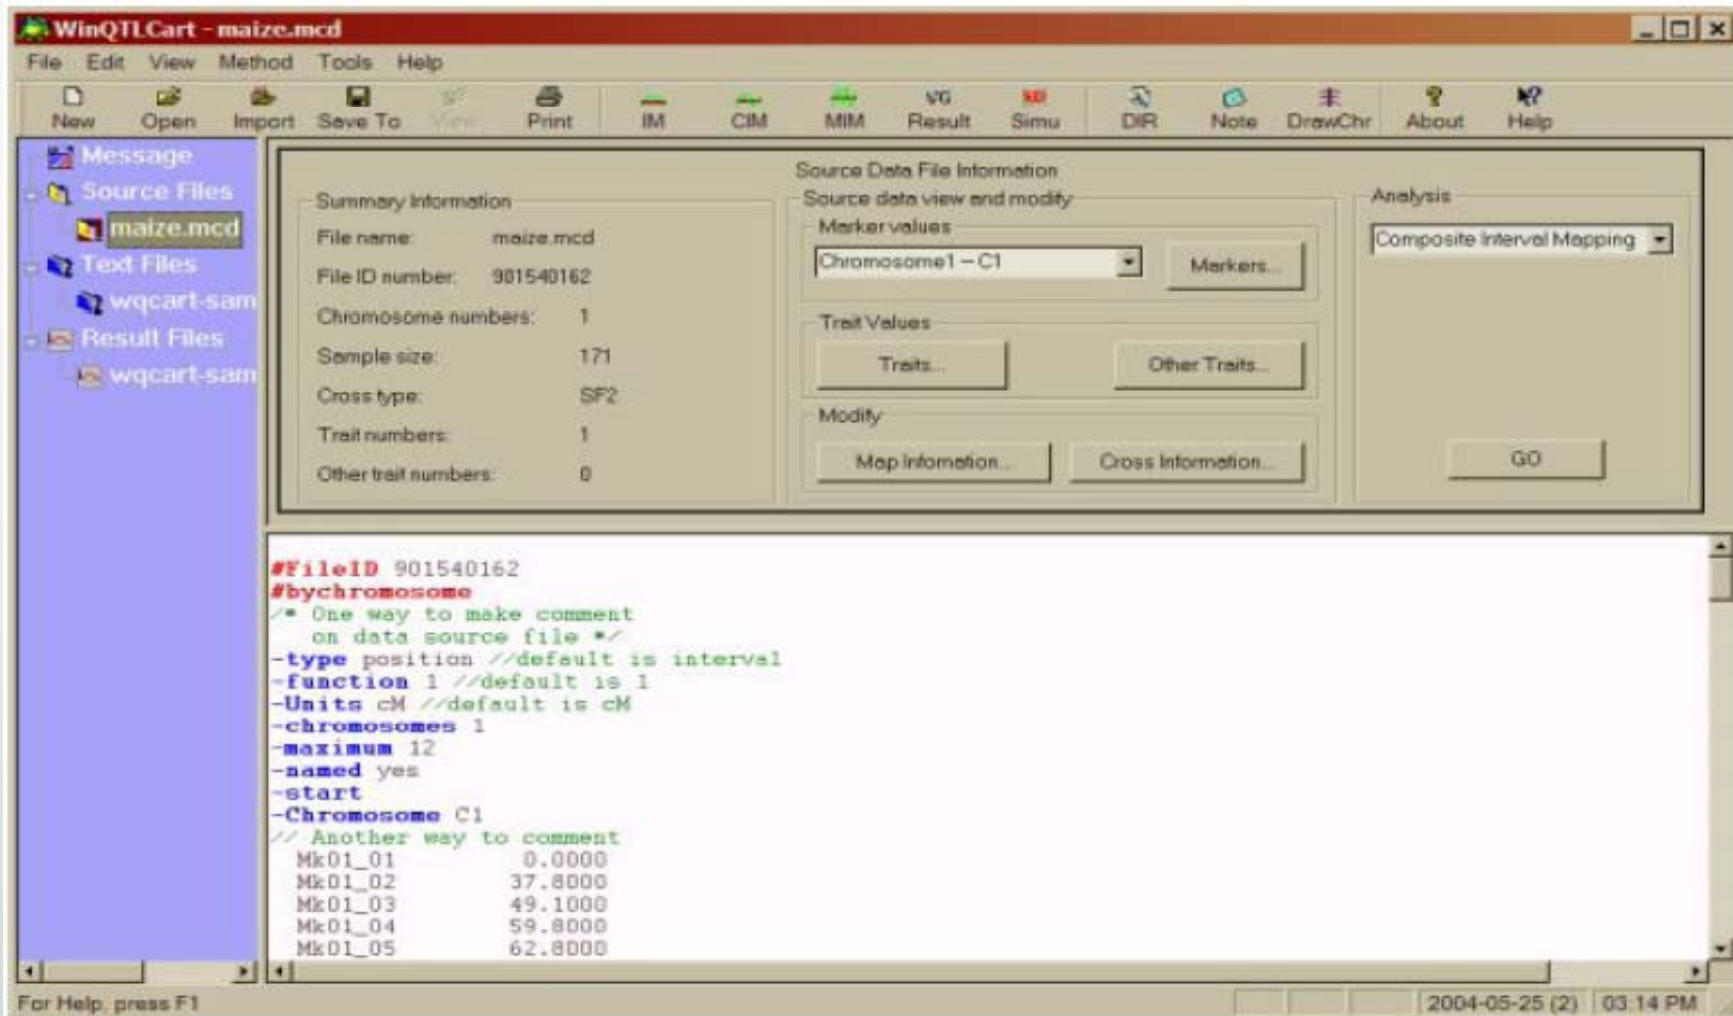 WinQTLCart - maize.mcd
File Edit View Method Tools Help
New Open Import Save To View Print IM CIM MIM Result Simu DIR Note DrawChr About Help
Message
Source Files
maize.mcd
Text Files
wqcart-sam
Result Files
wqcart-sam
Source Data File Information
Summary Information
File name: maize.mcd
File ID number: 901540162
Chromosome numbers: 1
Sample size: 171
Cross type: SF2
Trait numbers: 1
Other trait numbers: 0
Source data view and modify
Marker values
Chromosome1 – C1
Markers...
Trait Values
Traits...
Other Traits...
Modify
Map Infomation...
Cross Information...
Analysis
Composite Interval Mapping
GO
#FileID 901540162
#bychromosome
/* One way to make comment
on data source file */
-type position //default is interval
-function 1 //default is 1
-Units cM //default is cM
-chromosomes 1
-maximum 12
-named yes
-start
-Chromosome C1
// Another way to comment
Mk01_01 0.0000
Mk01_02 37.8000
Mk01_03 49.1000
Mk01_04 59.8000
Mk01_05 62.8000
For Help, press F1
2004-05-25 (2) 03:14 PM